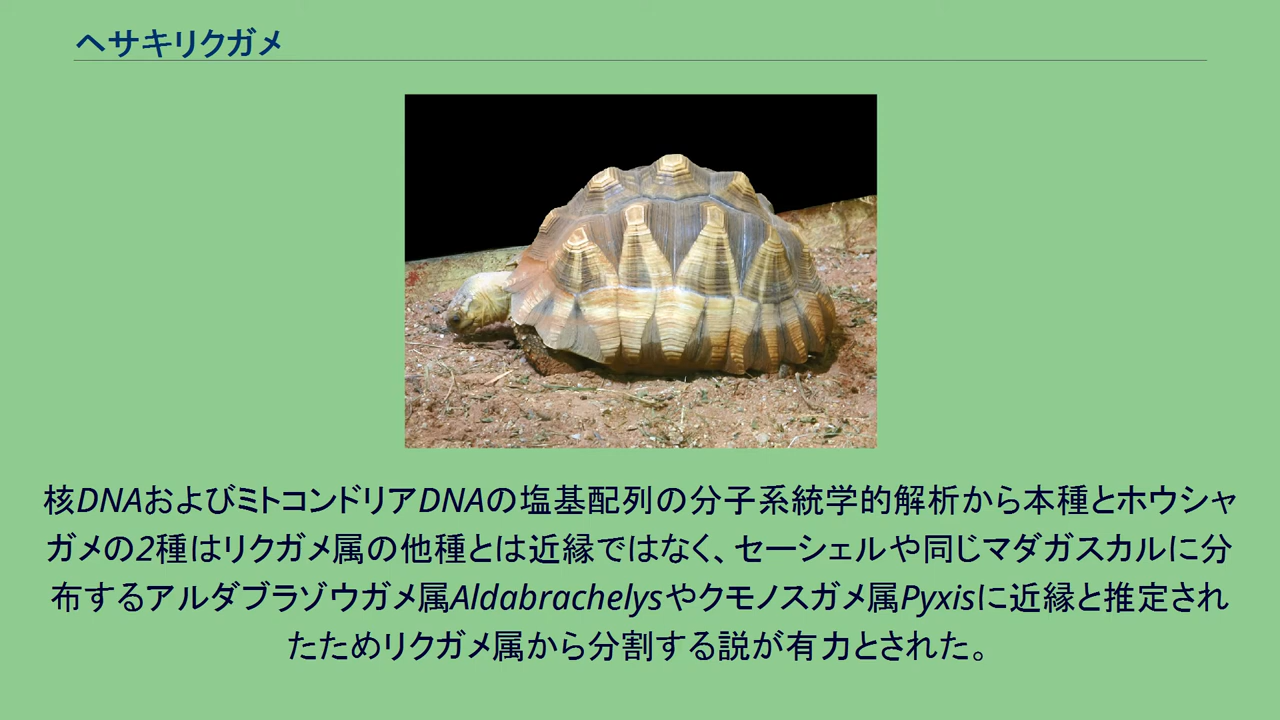 ヘサキリクガメ
核DNAおよびミトコンドリアDNAの塩基配列の分子系統学的解析から本種とホウシャ
ガメの2種はリクガメ属の他種とは近縁ではなく、セーシェルや同じマダガスカルに分
布するアルダブラゾウガメ属Aldabrachelysやクモノスガメ属Pyxisに近縁と推定され
たためリクガメ属から分割する説が有力とされた。